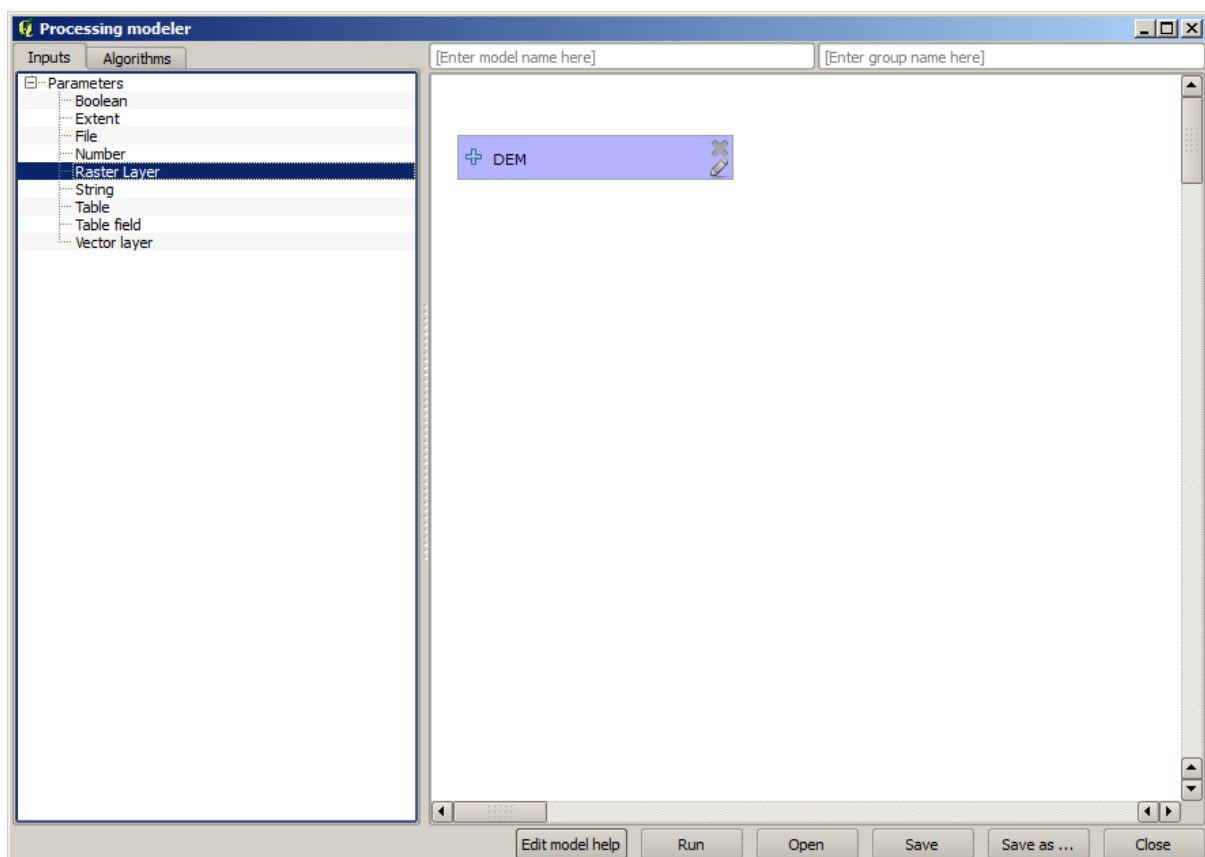 Processing modeler
Inputs Algorithms [Enter model name here] [Enter group name here]
Parameters
Boolean
Extent
File
Number
Raster Layer
String
Table
Table field
Vector layer
DEM
Edit model help Run Open Save Save as ... Close